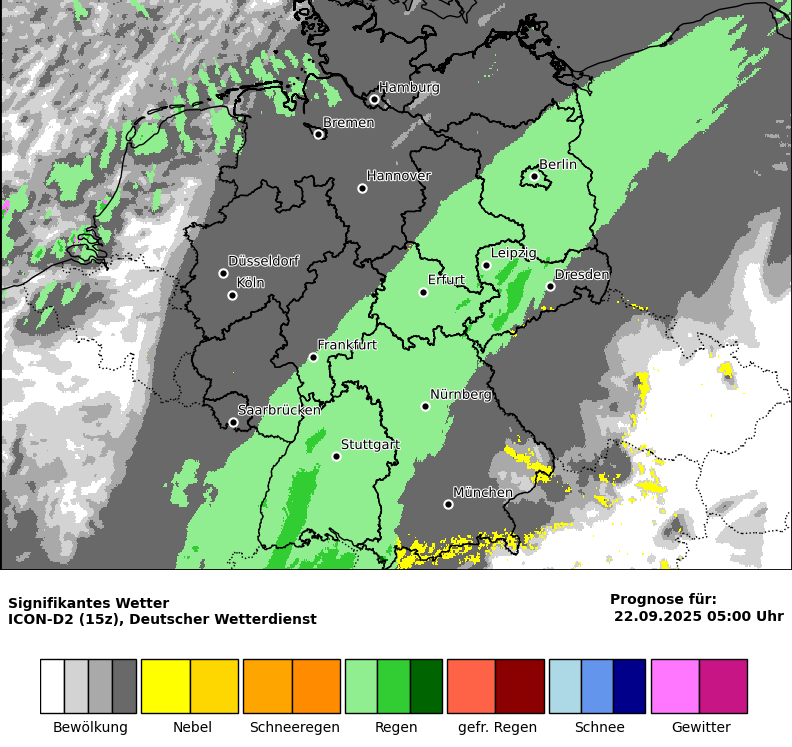 Hamburg
Bremen
Berlin
Hannover
Leipzig
Düsseldorf
Dresden
Köln
Erfurt
Frankfurt
Nürnberg
Saarbrücken
Stuttgart
München
Signifikantes Wetter
ICON-D2 (15z), Deutscher Wetterdienst
Prognose für:
22.09.2025 05:00 Uhr
Bewölkung Nebel Schneeregen Regen gefr. Regen Schnee Gewitter